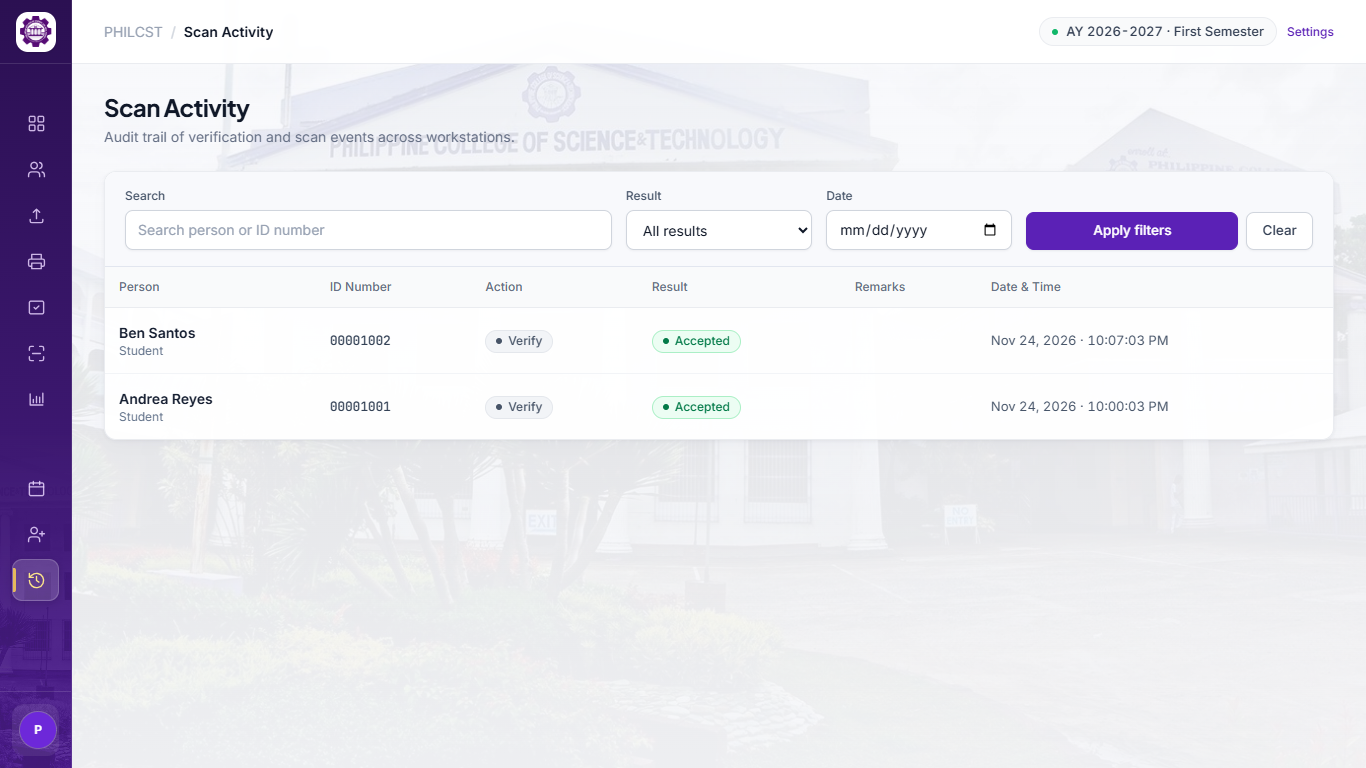 PHILCST / Scan Activity
AY 2026-2027 · First Semester
Settings
Scan Activity
Audit trail of verification and scan events across workstations.
PHILIPPINE COLLEGE OF SCIENCE & TECHNOLOGY
Search
Result
Date
Search person or ID number
All results
mm/dd/yyyy
Apply filters
Clear
Person
ID Number
Action
Result
Remarks
Date & Time
Ben Santos
Student
00001002
Verify
Accepted
Nov 24, 2026 · 10:07:03 PM
Andrea Reyes
Student
00001001
Verify
Accepted
Nov 24, 2026 · 10:00:03 PM
EXIT
NO
ENTRY
P